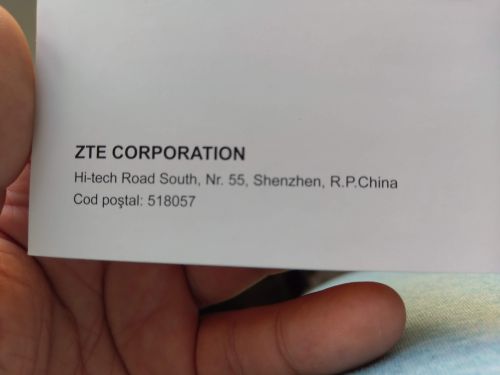 ZTE CORPORATION
Hi-tech Road South, Nr. 55, Shenzhen, R.P.China
Cod poştal: 518057